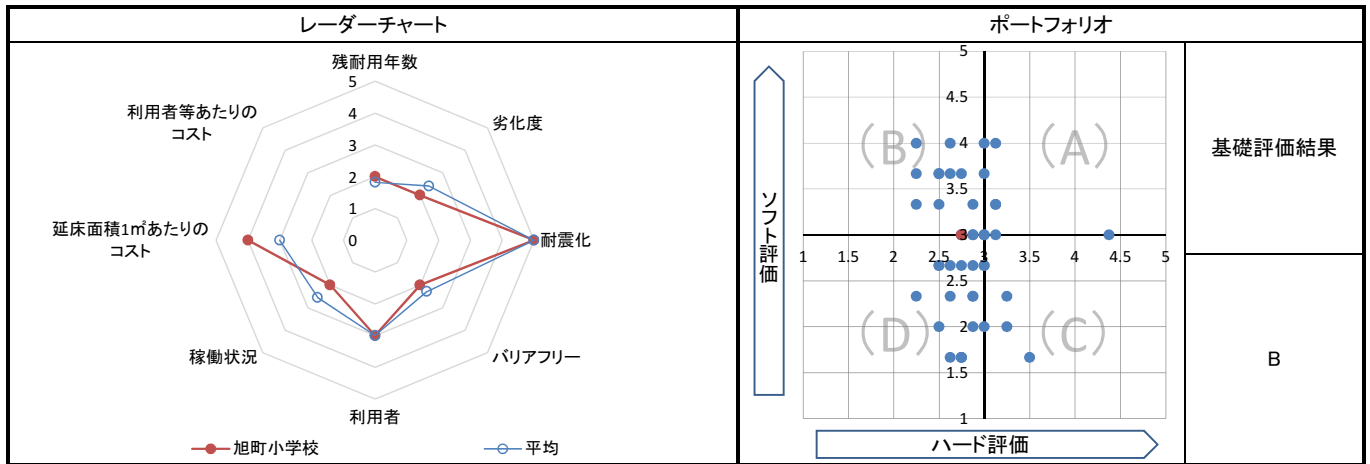 レーダーチャート
残耐用年数
劣化度
耐震化
バリアフリー
利用者
稼働状況
延床面積1㎡あたりの
コスト
利用者等あたりの
コスト
5
4
3
2
1
0
旭町小学校
平均
ポートフォリオ
ソフト評価
5
4.5
4
3.5
3
2.5
2
1.5
1
1 1.5 2 2.5 3 3.5 4 4.5 5
(B)
(A)
(D)
(C)
ハード評価
基礎評価結果
B